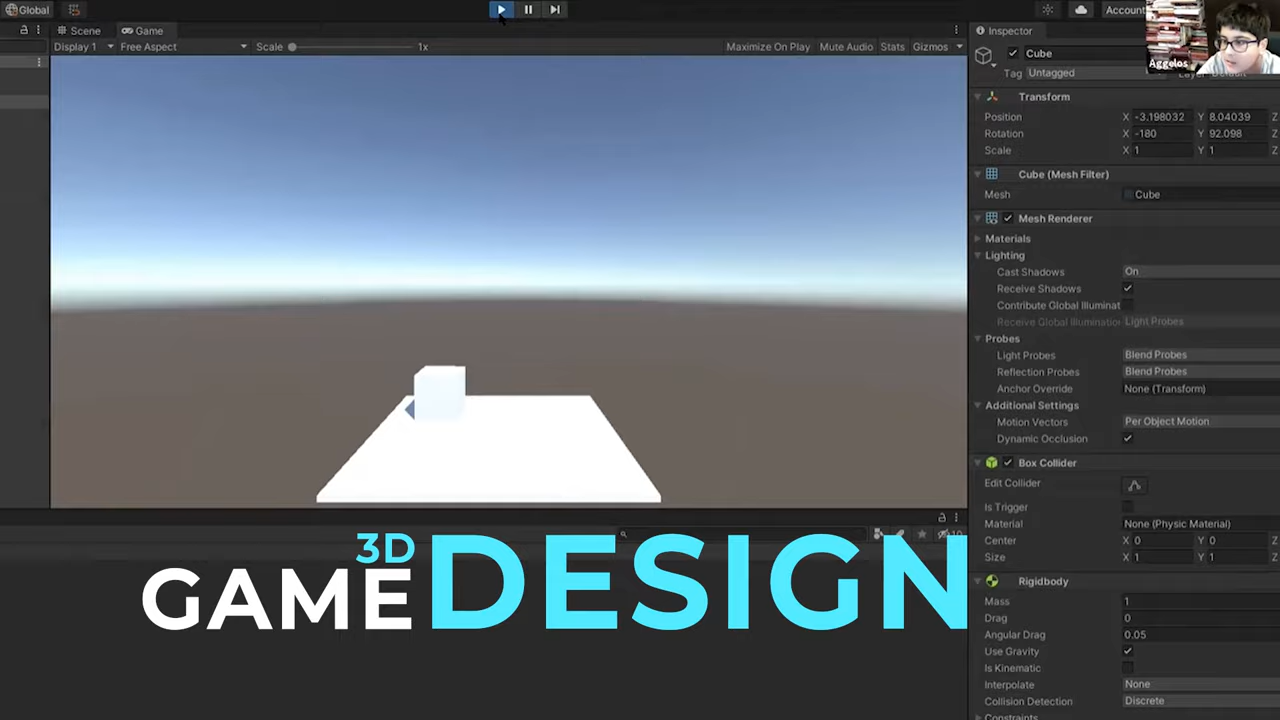 Global
Account
Scene Game
Display 1 Free Aspect Scale 1x Maximize On Play Mute Audio Stats Gizmos
Aggelos
Inspector
Cube
Tag Untagged
Transform
Position X -3.198032 Y 8.04039 Z
Rotation X -180 Y 92.098 Z
Scale X 1 Y 1 Z
Cube (Mesh Filter)
Mesh Cube
Mesh Renderer
Materials
Lighting
Cast Shadows On
Receive Shadows
Contribute Global Illuminat
Receive Global Illumination Light Probes
Probes
Light Probes Blend Probes
Reflection Probes Blend Probes
Anchor Override None (Transform)
Additional Settings
Motion Vectors Per Object Motion
Dynamic Occlusion
Box Collider
Edit Collider
Is Trigger
Material None (Physic Material)
Center X 0 Y 0 Z
Size X 1 Y 1 Z
Rigidbody
Mass 1
Drag 0
Angular Drag 0.05
Use Gravity
Is Kinematic
Interpolate None
Collision Detection Discrete
Constraints
3D
GAME DESIGN